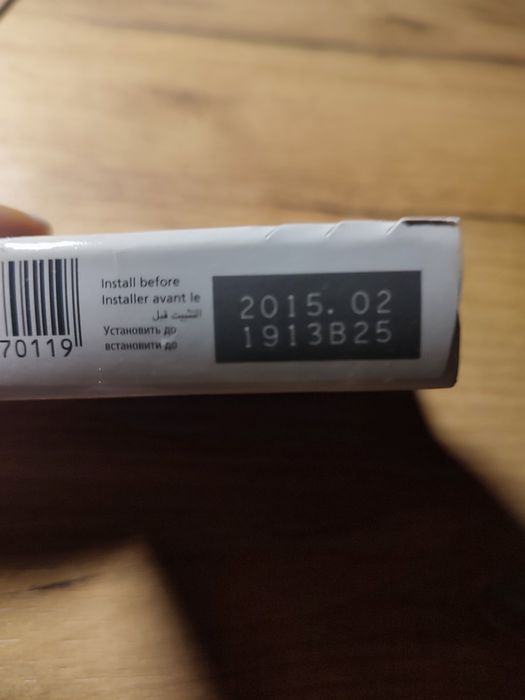 70119
Install before
Installer avant le
التثبيت قبل
Установить до
встановити до
2015. 02
1913B25